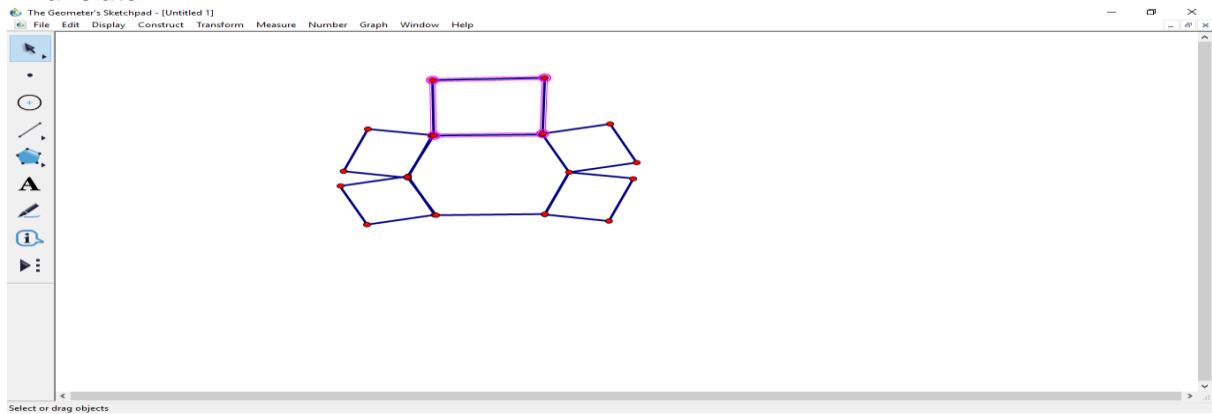 The Geometer's Sketchpad - [Untitled 1]
File Edit Display Construct Transform Measure Number Graph Window Help
A
i
Select or drag objects